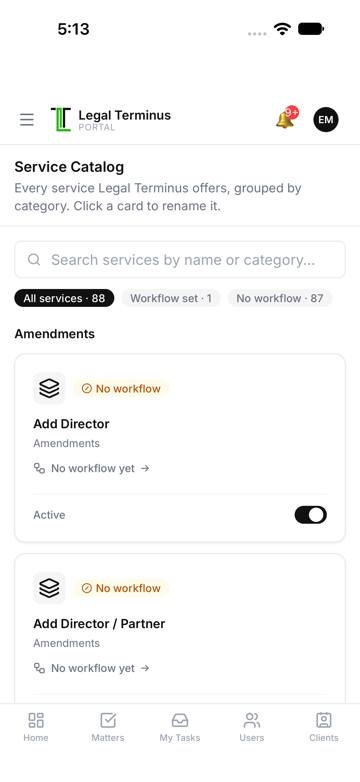 5:13
Legal Terminus
PORTAL
9+
EM
Service Catalog
Every service Legal Terminus offers, grouped by
category. Click a card to rename it.
Search services by name or category...
All services · 88
Workflow set · 1
No workflow · 87
Amendments
No workflow
Add Director
Amendments
No workflow yet →
Active
No workflow
Add Director / Partner
Amendments
No workflow yet →
Home
Matters
My Tasks
Users
Clients